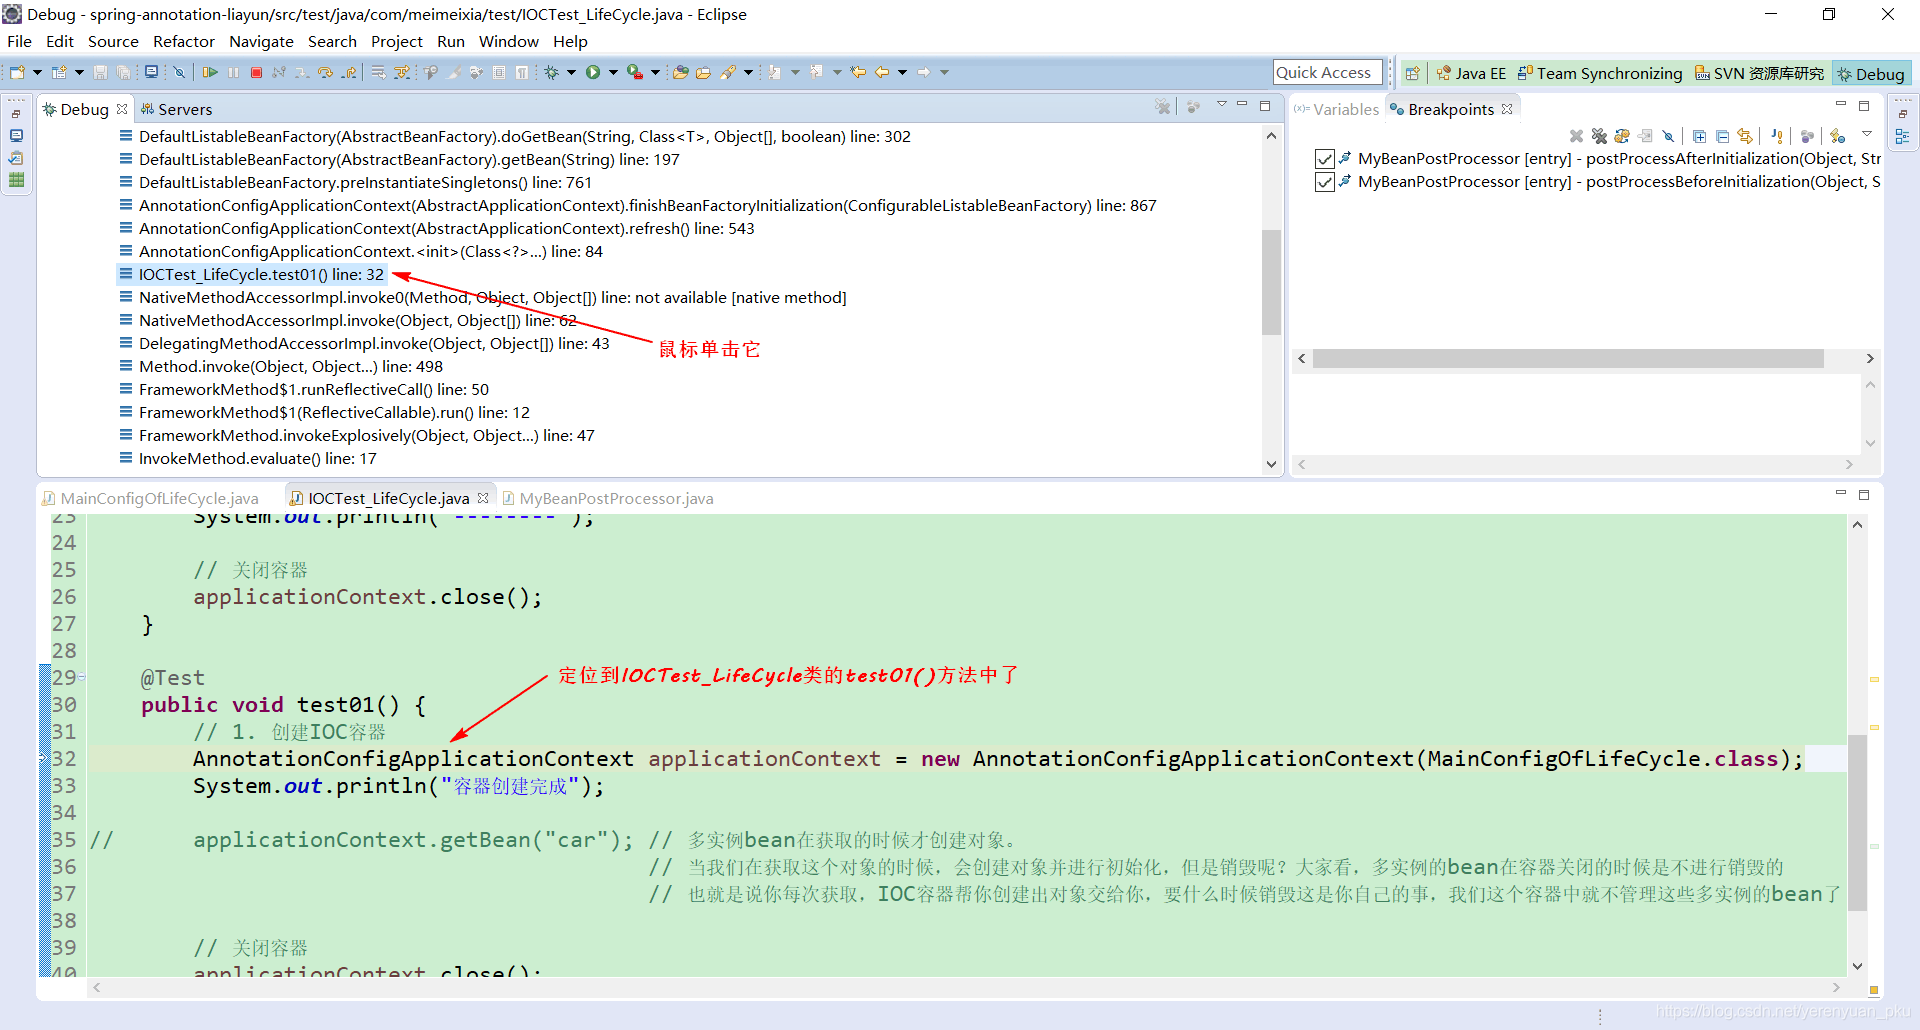 Debug - spring-annotation-liayun/src/test/java/com/meimeixia/test/IOCTest_LifeCycle.java - Eclipse
File Edit Source Refactor Navigate Search Project Run Window Help
Quick Access
Java EE
Team Synchronizing
SVN 资源库研究
Debug
Debug
Servers
DefaultListableBeanFactory(AbstractBeanFactory).doGetBean(String, Class<T>, Object[], boolean) line: 302
DefaultListableBeanFactory(AbstractBeanFactory).getBean(String) line: 197
DefaultListableBeanFactory.preInstantiateSingletons() line: 761
AnnotationConfigApplicationContext(AbstractApplicationContext).finishBeanFactoryInitialization(ConfigurableListableBeanFactory) line: 867
AnnotationConfigApplicationContext(AbstractApplicationContext).refresh() line: 543
AnnotationConfigApplicationContext.<init>(Class<?>...) line: 84
IOCTest_LifeCycle.test01() line: 32
NativeMethodAccessorImpl.invoke0(Method, Object, Object[]) line: not available [native method]
NativeMethodAccessorImpl.invoke(Object, Object[]) line: 62
DelegatingMethodAccessorImpl.invoke(Object, Object[]) line: 43
鼠标单击它
Method.invoke(Object, Object...) line: 498
FrameworkMethod$1.runReflectiveCall() line: 50
FrameworkMethod$1(ReflectiveCallable).run() line: 12
FrameworkMethod.invokeExplosively(Object, Object...) line: 47
InvokeMethod.evaluate() line: 17
(x)= Variables
Breakpoints
MyBeanPostProcessor [entry] - postProcessAfterInitialization(Object, Str
MyBeanPostProcessor [entry] - postProcessBeforeInitialization(Object, S
MainConfigOfLifeCycle.java
IOCTest_LifeCycle.java
MyBeanPostProcessor.java
23 System.out.println("--------");
24
25 // 关闭容器
26 applicationContext.close();
27 }
28
29 @Test
定位到IOCTest_LifeCycle类的test01()方法中了
30 public void test01() {
31 // 1. 创建IOC容器
32 AnnotationConfigApplicationContext applicationContext = new AnnotationConfigApplicationContext(MainConfigOfLifeCycle.class);
33 System.out.println("容器创建完成");
34
35 // applicationContext.getBean("car"); // 多实例bean在获取的时候才创建对象。
36 // 当我们在获取这个对象的时候，会创建对象并进行初始化，但是销毁呢？大家看，多实例的bean在容器关闭的时候是不进行销毁的
37 // 也就是说你每次获取，IOC容器帮你创建出对象交给你，要什么时候销毁这是你自己的事，我们这个容器中就不管理这些多实例的bean了
38
39 // 关闭容器
40 applicationContext.close();
https://blog.csdn.net/yerenyuan_pku